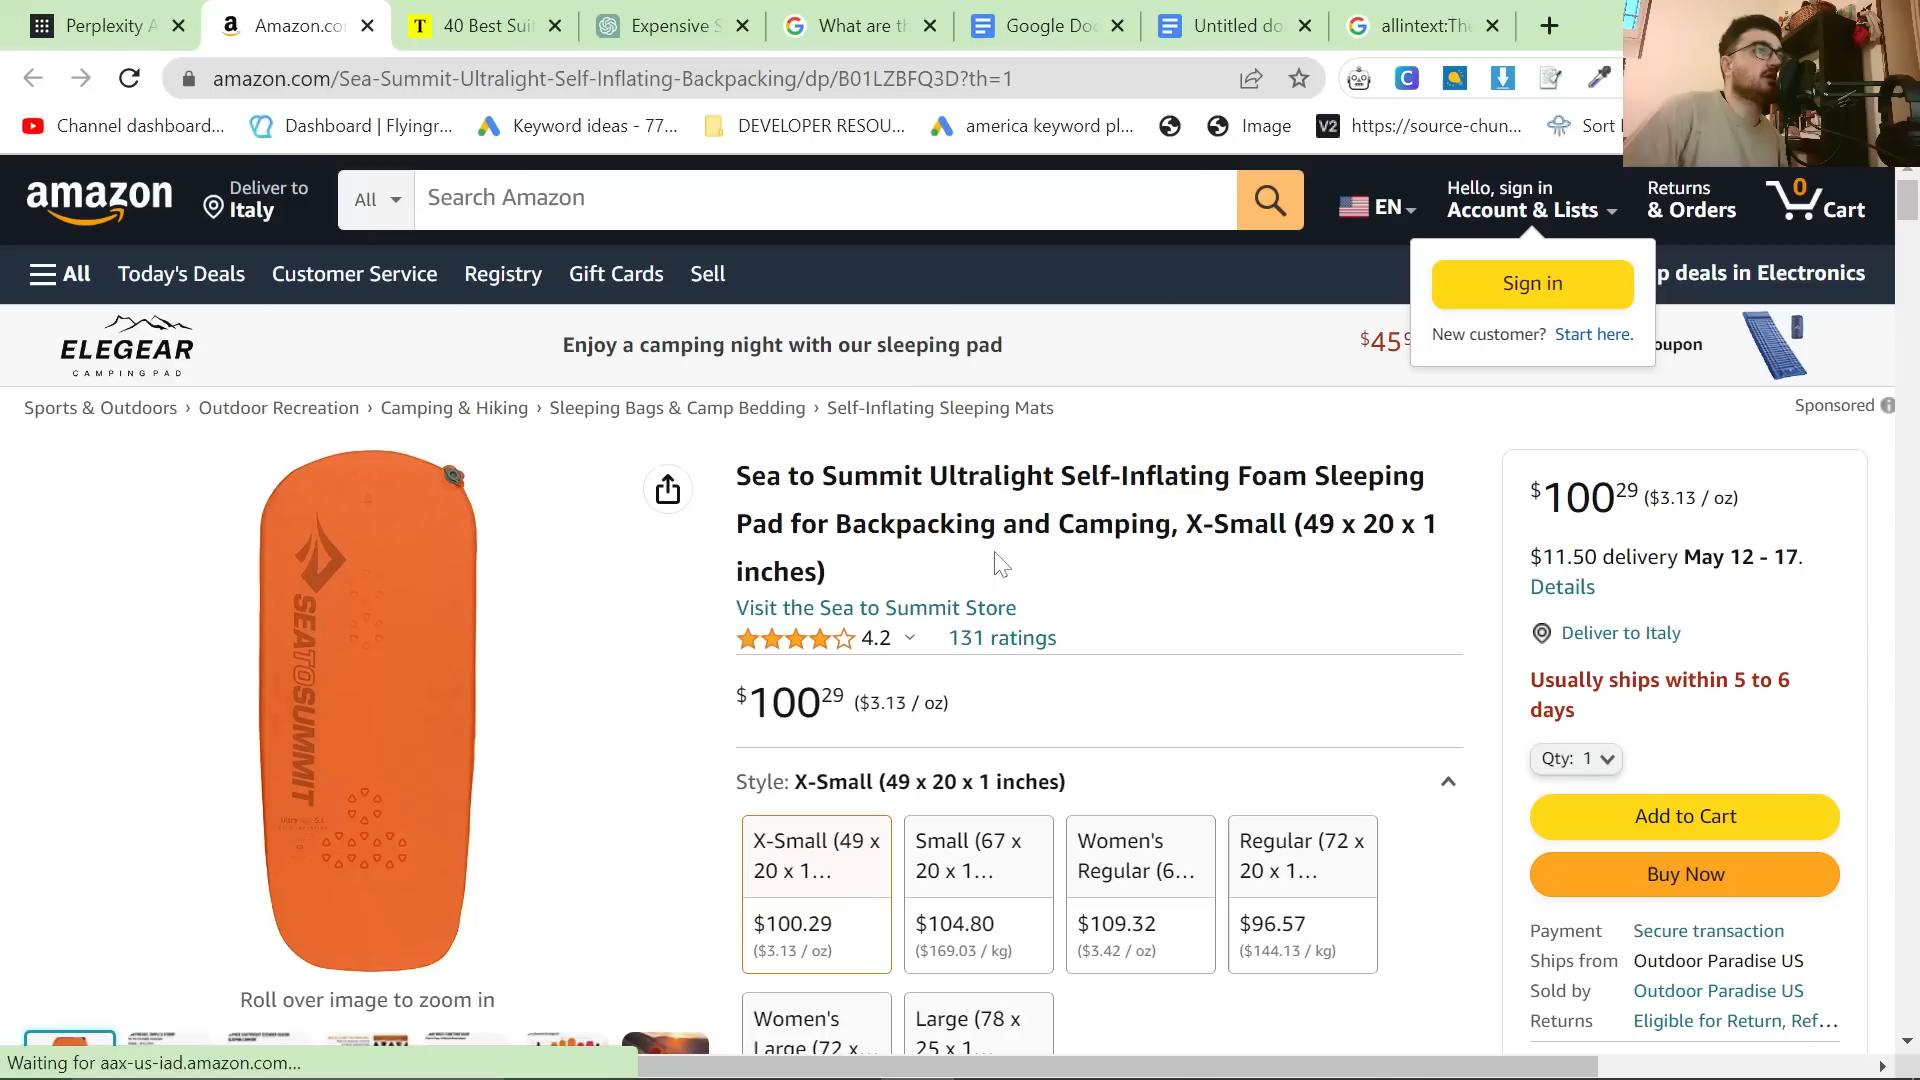 Perplexity A
Amazon.co
40 Best Suit
Expensive S
What are th
Google Doc
Untitled do
allintext:The
amazon.com/Sea-Summit-Ultralight-Self-Inflating-Backpacking/dp/B01LZBFQ3D?th=1
Channel dashboard...
Dashboard | Flyingr...
Keyword ideas - 77...
DEVELOPER RESOU...
america keyword pl...
Image
https://source-chun...
Sort
amazon
Deliver to
Italy
All
Search Amazon
EN
Hello, sign in
Account & Lists
Returns
& Orders
0
Cart
All
Today's Deals
Customer Service
Registry
Gift Cards
Sell
p deals in Electronics
Sign in
New customer? Start here.
ELEGEAR
CAMPING PAD
Enjoy a camping night with our sleeping pad
$45
oupon
Sports & Outdoors › Outdoor Recreation › Camping & Hiking › Sleeping Bags & Camp Bedding › Self-Inflating Sleeping Mats
Sponsored
SEA TO SUMMIT
Roll over image to zoom in
Sea to Summit Ultralight Self-Inflating Foam Sleeping
Pad for Backpacking and Camping, X-Small (49 x 20 x 1
inches)
Visit the Sea to Summit Store
4.2
131 ratings
$100.29 ($3.13 / oz)
Style: X-Small (49 x 20 x 1 inches)
X-Small (49 x
20 x 1...
$100.29
($3.13 / oz)
Small (67 x
20 x 1...
$104.80
($169.03 / kg)
Women's
Regular (6...
$109.32
($3.42 / oz)
Regular (72 x
20 x 1...
$96.57
($144.13 / kg)
Women's
Large (72 x...
Large (78 x
25 x 1...
$100.29 ($3.13 / oz)
$11.50 delivery May 12 - 17.
Details
Deliver to Italy
Usually ships within 5 to 6
days
Qty: 1
Add to Cart
Buy Now
Payment Secure transaction
Ships from Outdoor Paradise US
Sold by Outdoor Paradise US
Returns Eligible for Return, Ref...
Waiting for aax-us-iad.amazon.com...